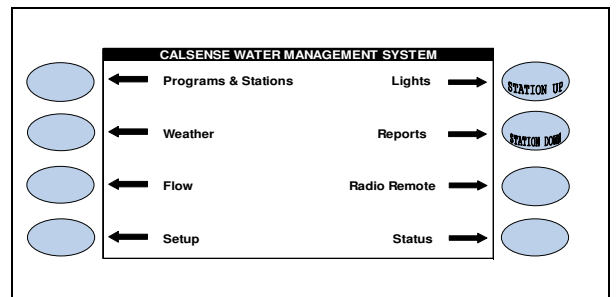 CALSENSE WATER MANAGEMENT SYSTEM
Programs & Stations Lights STATION UP
Weather Reports STATION DOWN
Flow Radio Remote
Setup Status